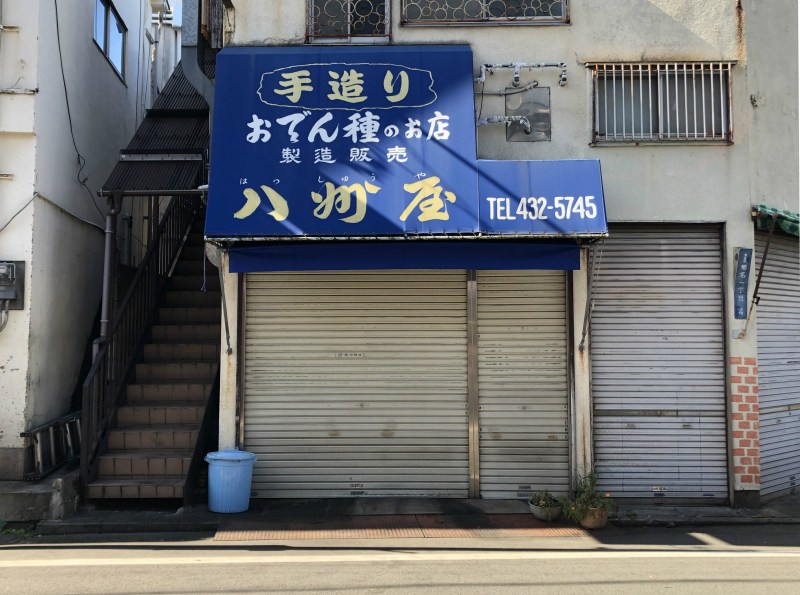 手造り
おでん種のお店
製造販売
はっしゅうや
八州屋
TEL432-5745